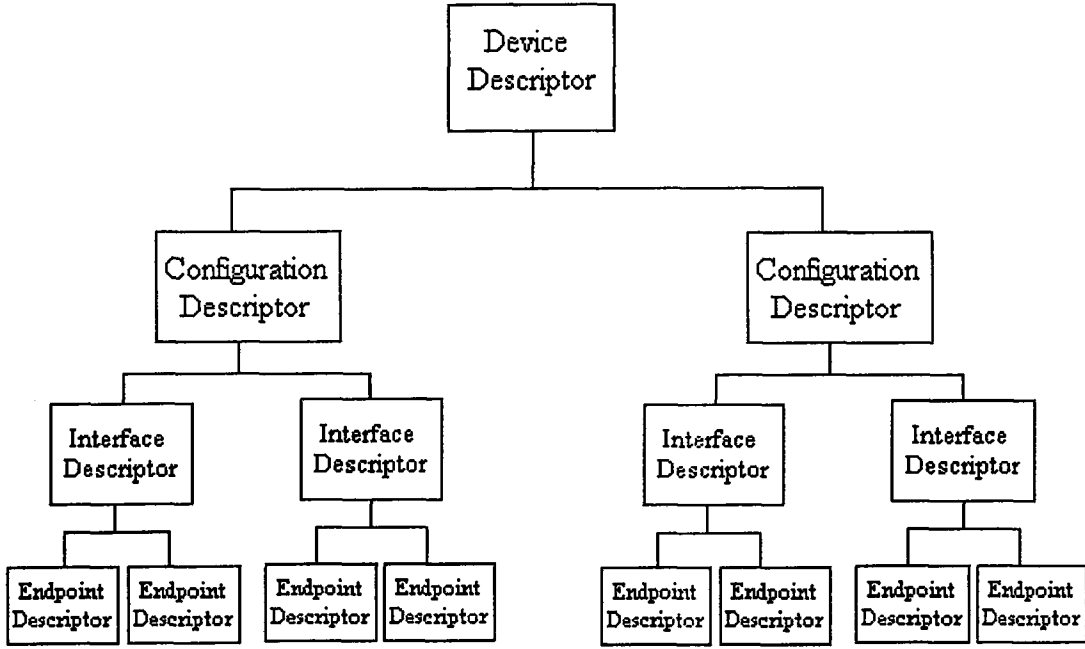 Device
Descriptor
Configuration
Descriptor
Configuration
Descriptor
Interface
Descriptor
Interface
Descriptor
Interface
Descriptor
Interface
Descriptor
Endpoint
Descriptor
Endpoint
Descriptor
Endpoint
Descriptor
Endpoint
Descriptor
Endpoint
Descriptor
Endpoint
Descriptor
Endpoint
Descriptor
Endpoint
Descriptor